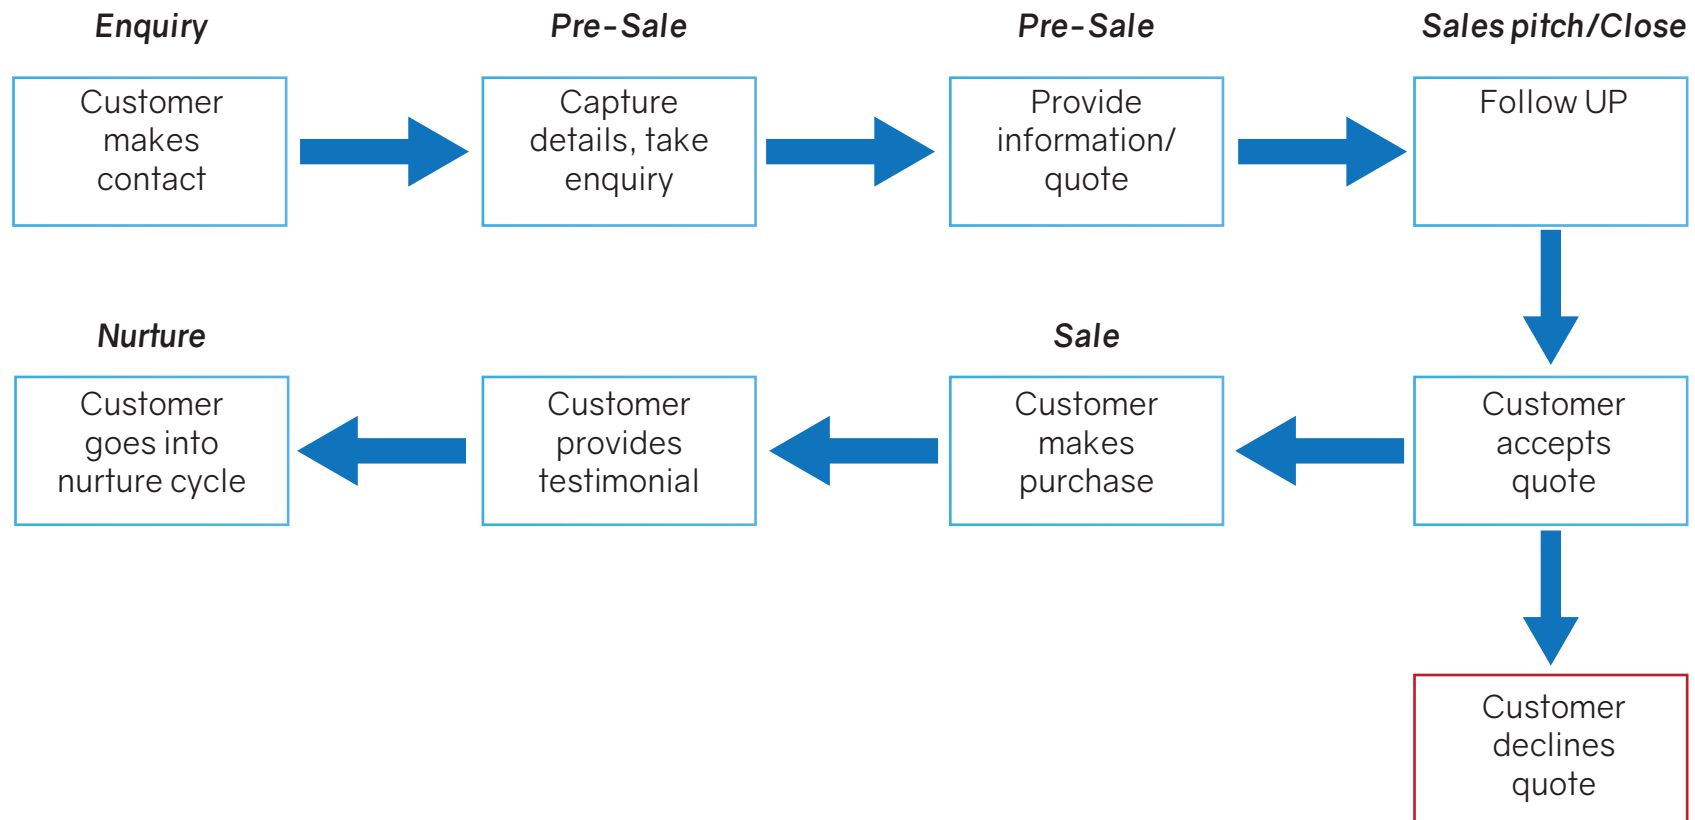 Enquiry
Pre-Sale
Pre-Sale
Sales pitch/Close
Customer
makes
contact
Capture
details, take
enquiry
Provide
information/
quote
Follow UP
Nurture
Sale
Customer
goes into
nurture cycle
Customer
provides
testimonial
Customer
makes
purchase
Customer
accepts
quote
Customer
declines
quote